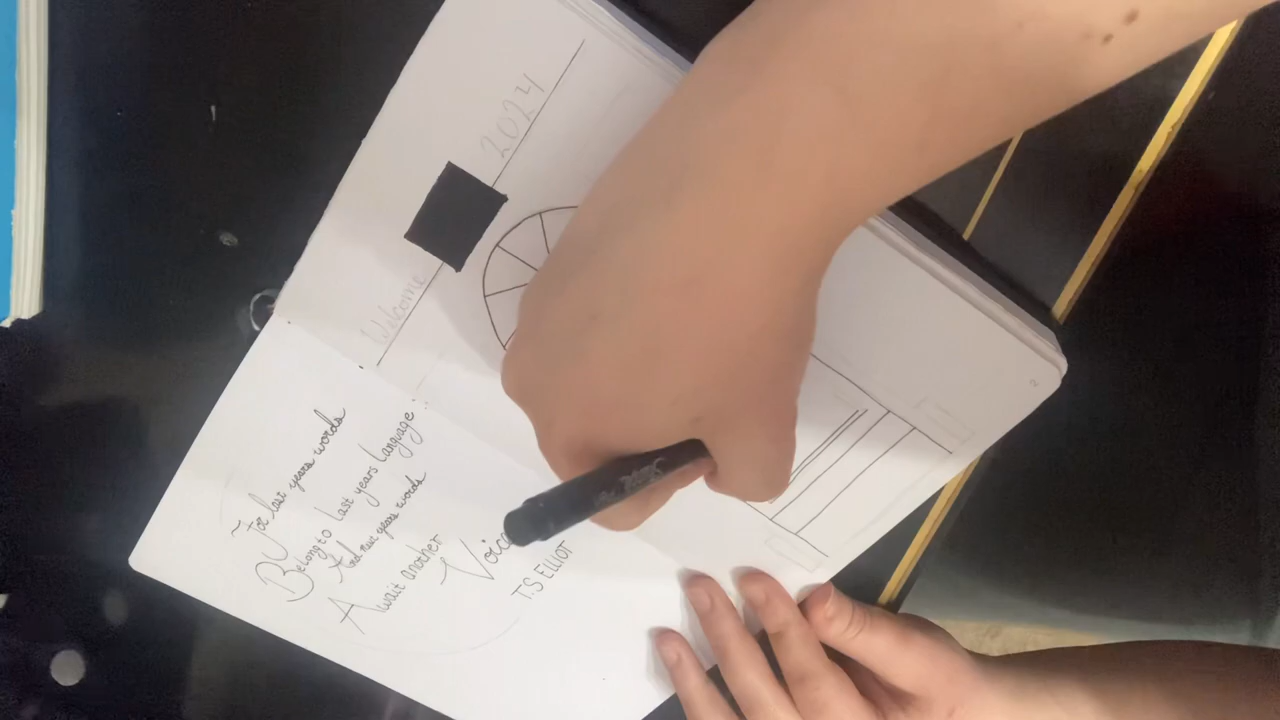 Welcome 2024
For last years words
Belong to Last years Language
And next years words
Await another
Voice
T.S ELLIOT
2